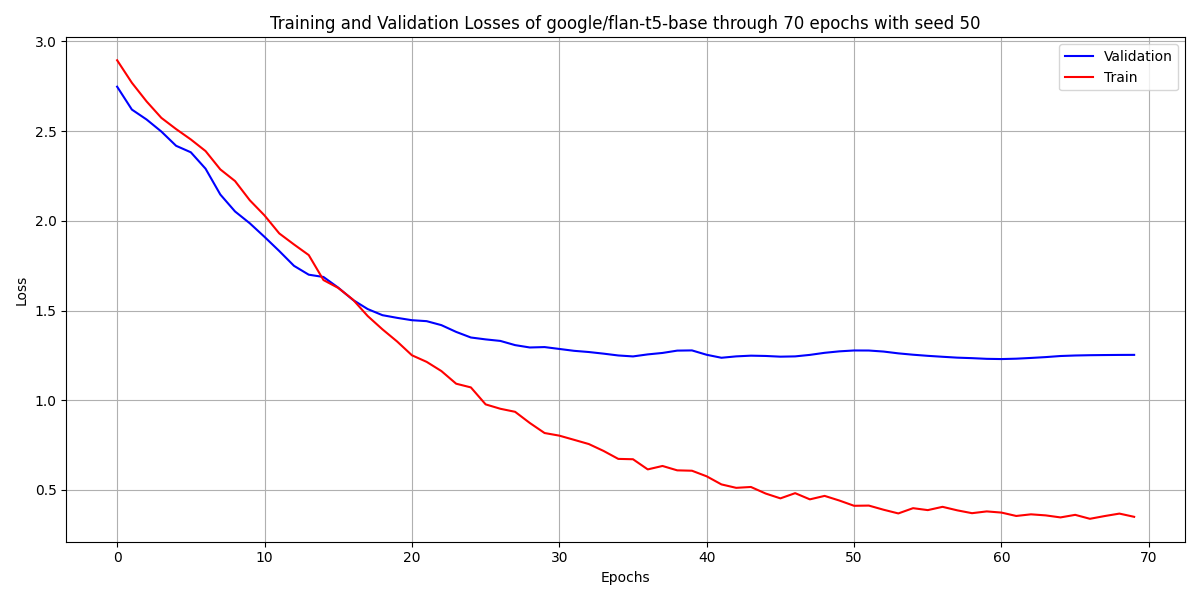 Training and Validation Losses of google/flan-t5-base through 70 epochs with seed 50
3.0
2.5
2.0
1.5
1.0
0.5
Loss
Validation
Train
0 10 20 30 40 50 60 70
Epochs